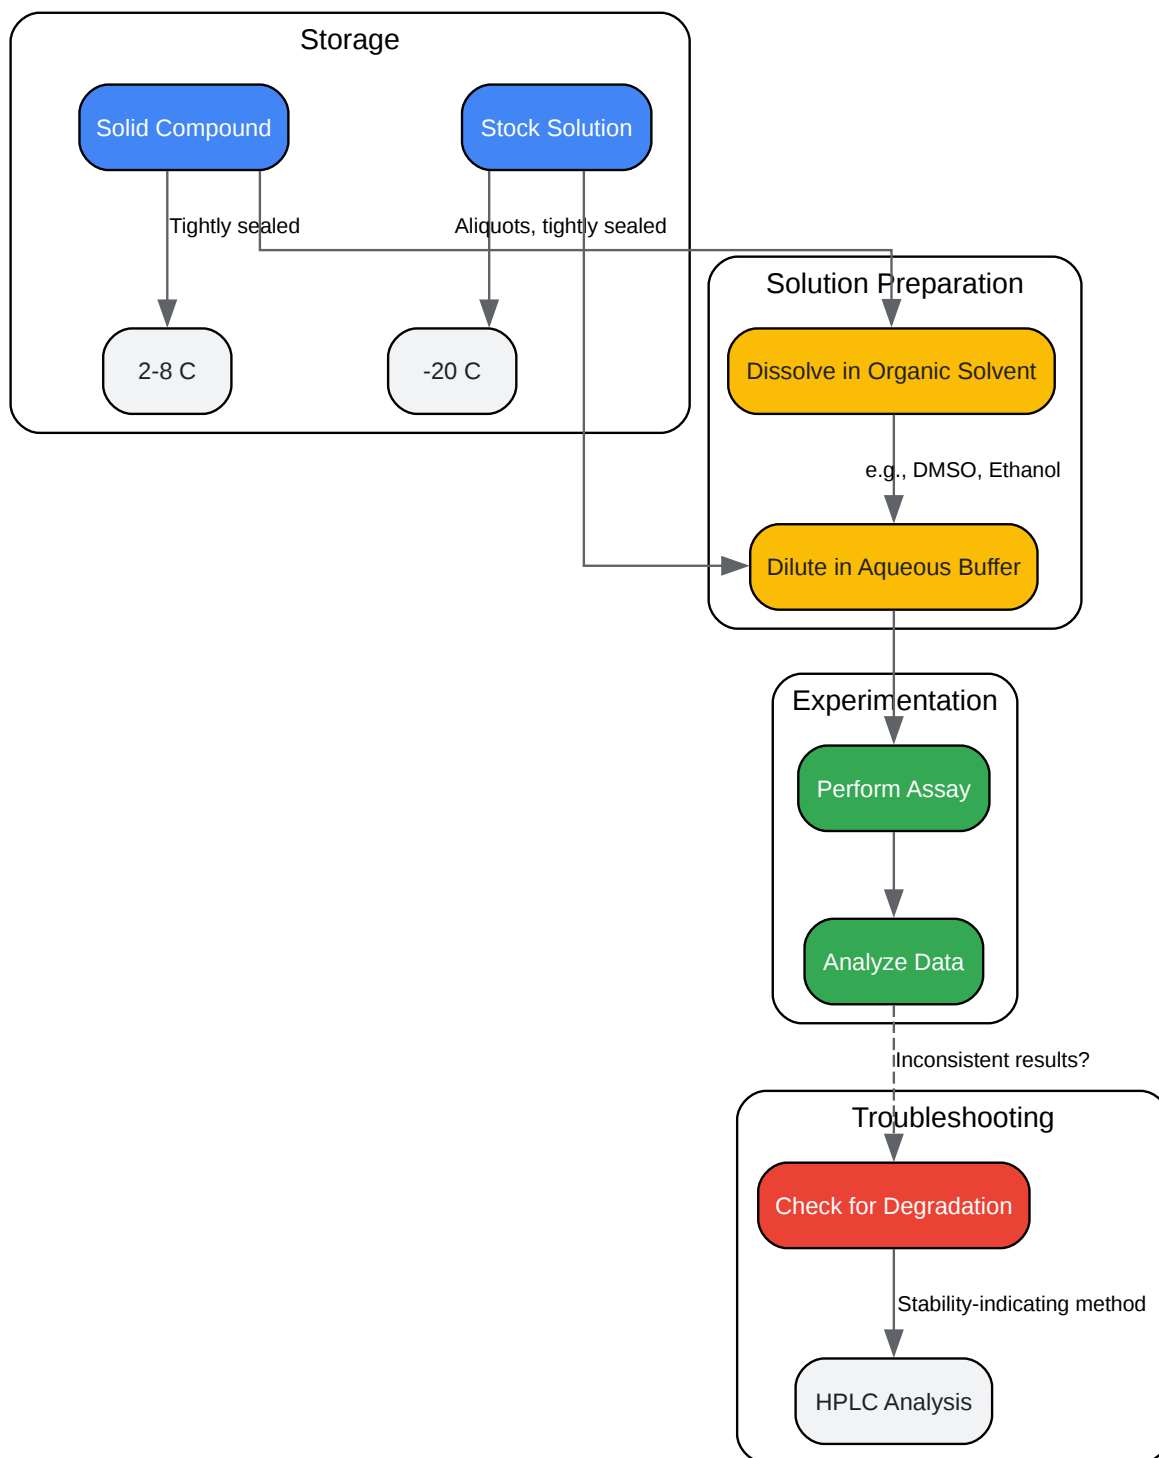 Storage
Solid Compound
Stock Solution
Tightly sealed
Aliquots, tightly sealed
2-8 C
-20 C
Solution Preparation
Dissolve in Organic Solvent
e.g., DMSO, Ethanol
Dilute in Aqueous Buffer
Experimentation
Perform Assay
Analyze Data
Inconsistent results?
Troubleshooting
Check for Degradation
Stability-indicating method
HPLC Analysis